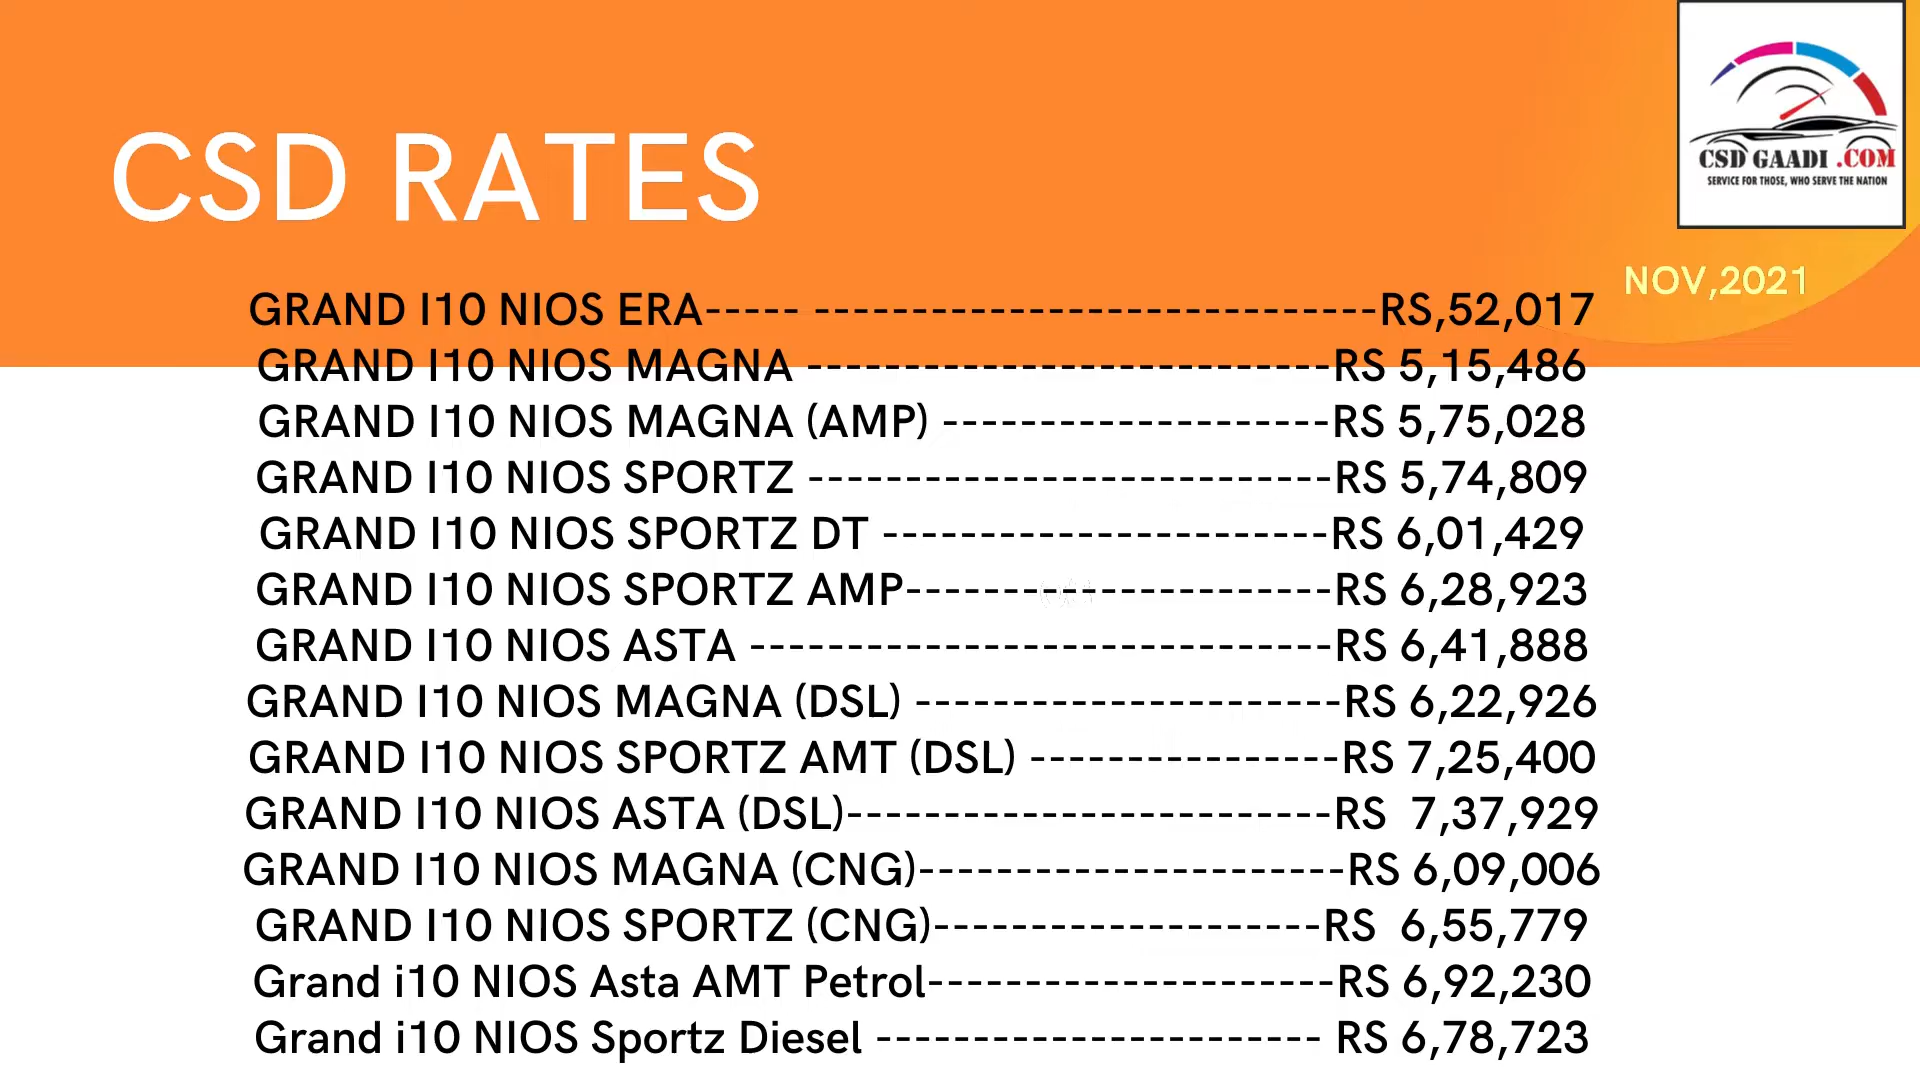 CSD GAADI .COM
SERVICE FOR THOSE, WHO SERVE THE NATION
CSD RATES
NOV,2021
GRAND I10 NIOS ERA----- -----------------------------RS,52,017
GRAND I10 NIOS MAGNA ---------------------------RS 5,15,486
GRAND I10 NIOS MAGNA (AMP) --------------------RS 5,75,028
GRAND I10 NIOS SPORTZ ---------------------------RS 5,74,809
GRAND I10 NIOS SPORTZ DT -----------------------RS 6,01,429
GRAND I10 NIOS SPORTZ AMP----------------------RS 6,28,923
GRAND I10 NIOS ASTA ------------------------------RS 6,41,888
GRAND I10 NIOS MAGNA (DSL) ----------------------RS 6,22,926
GRAND I10 NIOS SPORTZ AMT (DSL) ----------------RS 7,25,400
GRAND I10 NIOS ASTA (DSL)-------------------------RS  7,37,929
GRAND I10 NIOS MAGNA (CNG)----------------------RS 6,09,006
GRAND I10 NIOS SPORTZ (CNG)--------------------RS  6,55,779
Grand i10 NIOS Asta AMT Petrol---------------------RS 6,92,230
Grand i10 NIOS Sportz Diesel ----------------------- RS 6,78,723